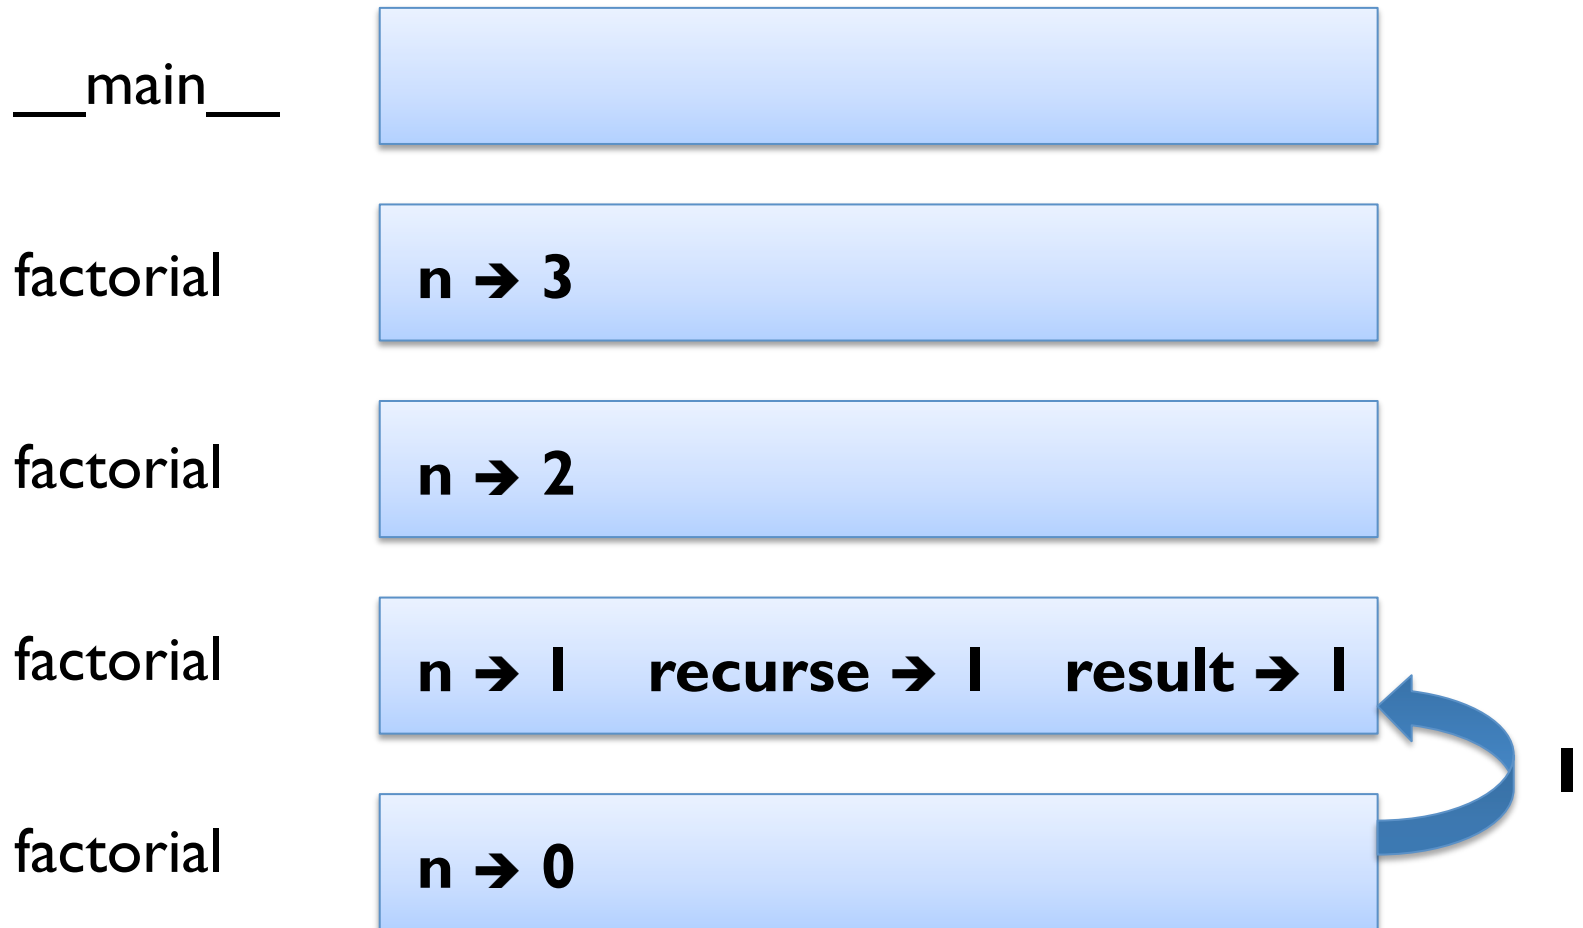 __main__
factorial n ➔ 3
factorial n ➔ 2
factorial n ➔ 1 recurse ➔ 1 result ➔ 1
1
factorial n ➔ 0